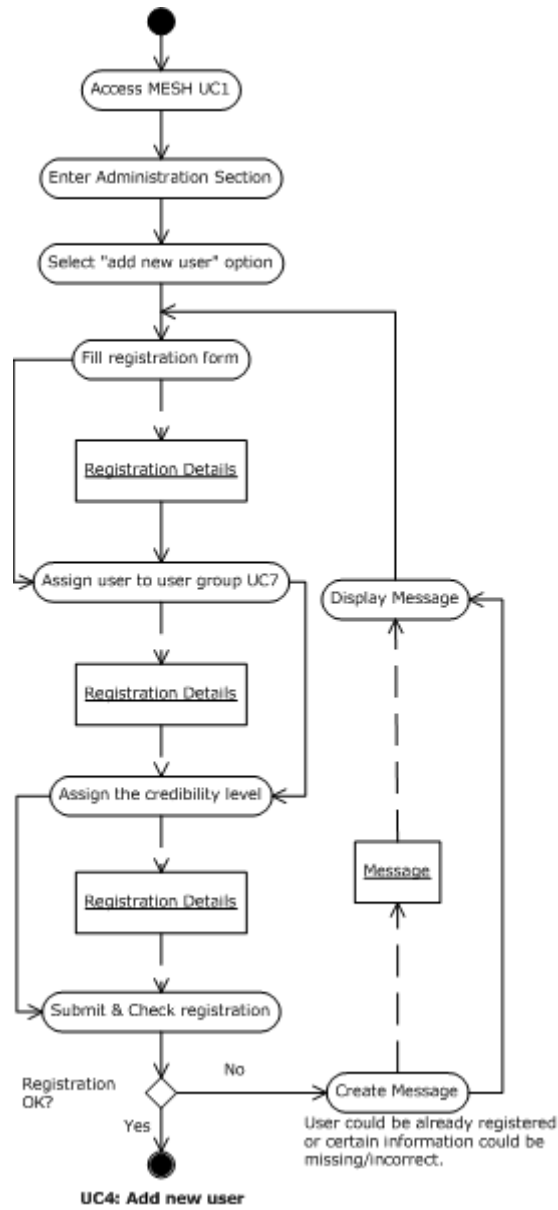 Access MESH UC1
Enter Administration Section
Select "add new user" option
Fill registration form
Registration Details
Assign user to user group UC7
Display Message
Registration Details
Assign the credibility level
Message
Registration Details
Submit & Check registration
No
Registration
OK?
Create Message
Yes
User could be already registered
or certain information could be
missing/incorrect.
UC4: Add new user